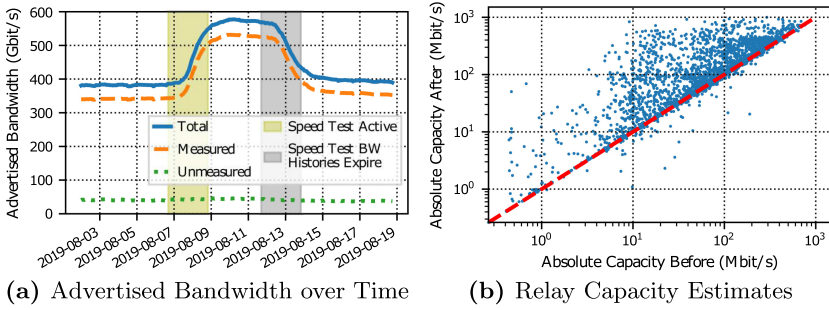 Advertised Bandwidth (Gbit/s)
600
500
400
300
200
100
0
Total
Measured
Unmeasured
Speed Test Active
Speed Test BW
Histories Expire
2019-08-03
2019-08-05
2019-08-07
2019-08-09
2019-08-11
2019-08-13
2019-08-15
2019-08-17
2019-08-19
(a) Advertised Bandwidth over Time
Absolute Capacity After (Mbit/s)
10³
10²
10¹
10⁰
10⁰
10¹
10²
10³
Absolute Capacity Before (Mbit/s)
(b) Relay Capacity Estimates